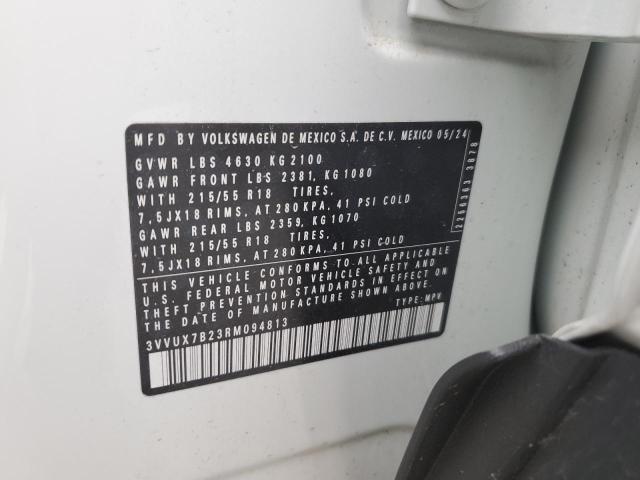 MFD BY VOLKSWAGEN DE MEXICO S.A. DE C.V. MEXICO 05/24
GVWR LBS 4630 KG 2100
GAWR FRONT LBS 2381, KG 1080
WITH 215/55 R18 TIRES,
7.5JX18 RIMS, AT 280 KPA, 41 PSI COLD
GAWR REAR LBS 2359, KG 1070
WITH 215/55 R18 TIRES,
7.5JX18 RIMS, AT 280 KPA, 41 PSI COLD
THIS VEHICLE CONFORMS TO ALL APPLICABLE
U.S. FEDERAL MOTOR VEHICLE SAFETY AND
THEFT PREVENTION STANDARDS IN EFFECT ON
THE DATE OF MANUFACTURE SHOWN ABOVE.
TYPE: MPV
3VVUX7B23RM094813
2260363 3878